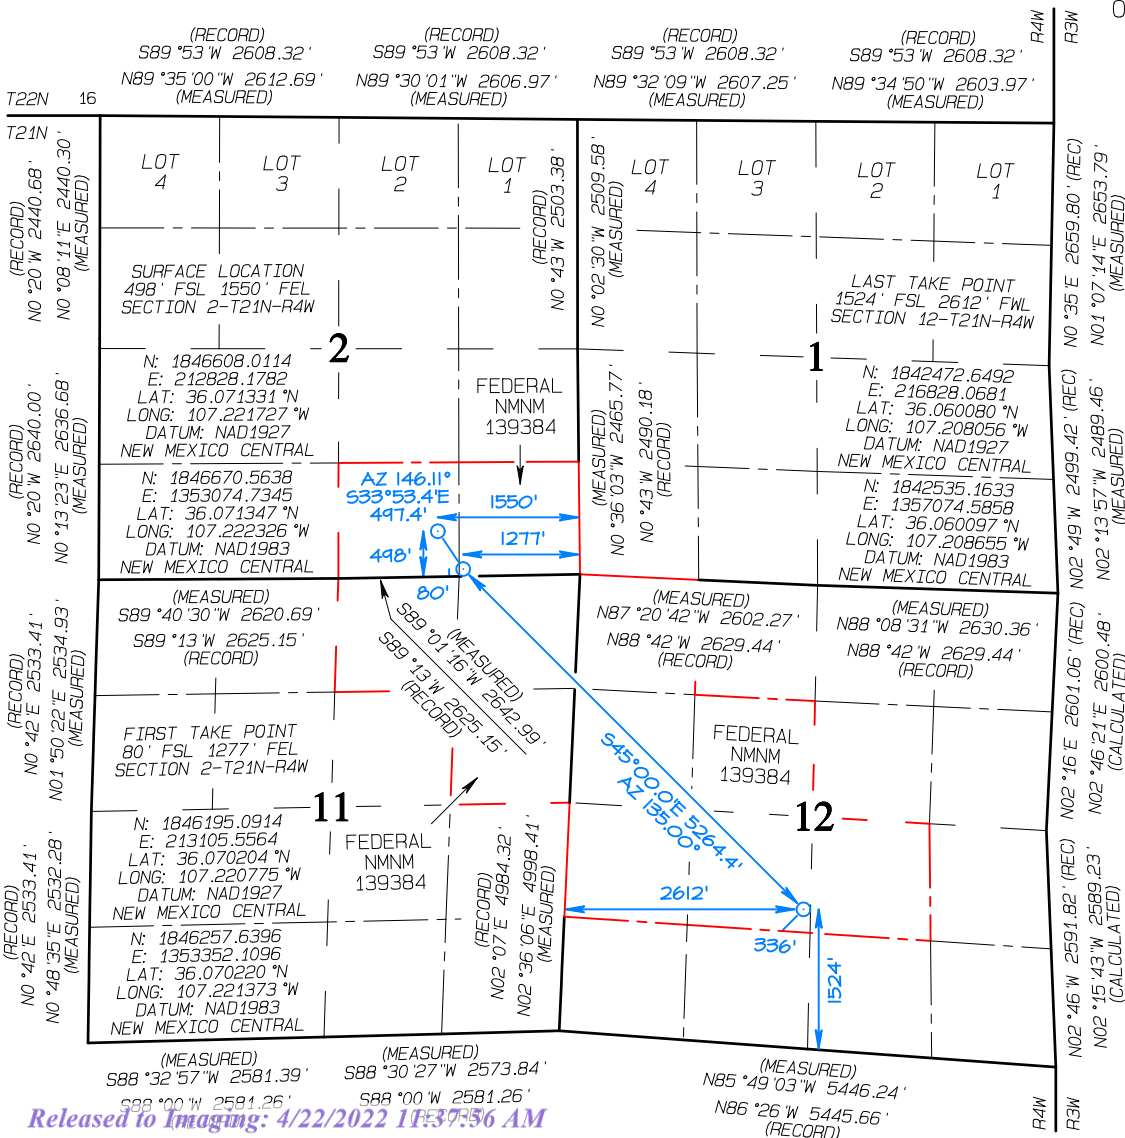 (RECORD)
S89°53'W 2608.32'
N89°35'00"W 2612.69'
(MEASURED)
(RECORD)
S89°53'W 2608.32'
N89°30'01"W 2606.97'
(MEASURED)
(RECORD)
S89°53'W 2608.32'
N89°32'09"W 2607.25'
(MEASURED)
(RECORD)
S89°53'W 2608.32'
N89°34'50"W 2603.97'
(MEASURED)
R4W
R3W
T22N 16
T21N
LOT
4
LOT
3
LOT
2
LOT
1
LOT
4
LOT
3
LOT
2
LOT
1
(RECORD)
N0°20'W 2440.68'
N0°08'11"E 2440.30'
(MEASURED)
(RECORD)
N0°43'W 2503.38'
N0°02'30"W 2509.58'
(MEASURED)
N0°35'E 2659.80' (REC)
N01°07'14"E 2653.79'
(MEASURED)
SURFACE LOCATION
498' FSL 1550' FEL
SECTION 2-T21N-R4W
2
N: 1846608.0114
E: 212828.1782
LAT: 36.071331°N
LONG: 107.221727°W
DATUM: NAD1927
NEW MEXICO CENTRAL
N: 1846670.5638
E: 1353074.7345
LAT: 36.071347°N
LONG: 107.222326°W
DATUM: NAD1983
NEW MEXICO CENTRAL
LAST TAKE POINT
1524' FSL 2612' FWL
SECTION 12-T21N-R4W
1
N: 1842472.6492
E: 216828.0681
LAT: 36.060080°N
LONG: 107.208056°W
DATUM: NAD1927
NEW MEXICO CENTRAL
N: 1842535.1633
E: 1357074.5858
LAT: 36.060097°N
LONG: 107.208655°W
DATUM: NAD1983
NEW MEXICO CENTRAL
FEDERAL
NMNM
139384
(RECORD)
N0°20'W 2640.00'
N0°13'23"E 2636.68'
(MEASURED)
(MEASURED)
N0°36'03"W 2465.77'
N0°43'W 2490.18'
(RECORD)
N02°49'W 2499.42' (REC)
N02°13'57"W 2489.46'
(MEASURED)
AZ 146.11°
S33°53.4'E
497.4'
1550'
1277'
498'
80'
(MEASURED)
S89°40'30"W 2620.69'
S89°13'W 2625.15'
(RECORD)
(MEASURED)
S89°01'16"W 2642.99'
S89°13'W 2625.15'
(RECORD)
(MEASURED)
N87°20'42"W 2602.27'
N88°42'W 2629.44'
(RECORD)
(MEASURED)
N88°08'31"W 2630.36'
N88°42'W 2629.44'
(RECORD)
(RECORD)
N0°42'E 2533.41'
N01°50'22"E 2534.93'
(MEASURED)
N02°16'E 2601.06' (REC)
N02°46'21"E 2600.48'
(CALCULATED)
FIRST TAKE POINT
80' FSL 1277' FEL
SECTION 2-T21N-R4W
11
N: 1846195.0914
E: 213105.5564
LAT: 36.070204°N
LONG: 107.220775°W
DATUM: NAD1927
NEW MEXICO CENTRAL
N: 1846257.6396
E: 1353352.1096
LAT: 36.070220°N
LONG: 107.221373°W
DATUM: NAD1983
NEW MEXICO CENTRAL
FEDERAL
NMNM
139384
FEDERAL
NMNM
139384
12
S45°00.0'E 5264.4'
AZ 135.00°
2612'
336'
1524'
(RECORD)
N0°42'E 2533.41'
N0°48'35"E 2532.28'
(MEASURED)
(RECORD)
N02°07'E 4984.32'
N02°36'06"E 4998.41'
(MEASURED)
N02°46'W 2591.82' (REC)
N02°15'43"W 2589.23'
(CALCULATED)
(MEASURED)
S88°32'57"W 2581.39'
S88°00'W 2581.26'
(RECORD)
(MEASURED)
S88°30'27"W 2573.84'
S88°00'W 2581.26'
(RECORD)
(MEASURED)
N85°49'03"W 5446.24'
N86°26'W 5445.66'
(RECORD)
R4W
R3W
Released to Imaging: 4/22/2022 11:37:56 AM